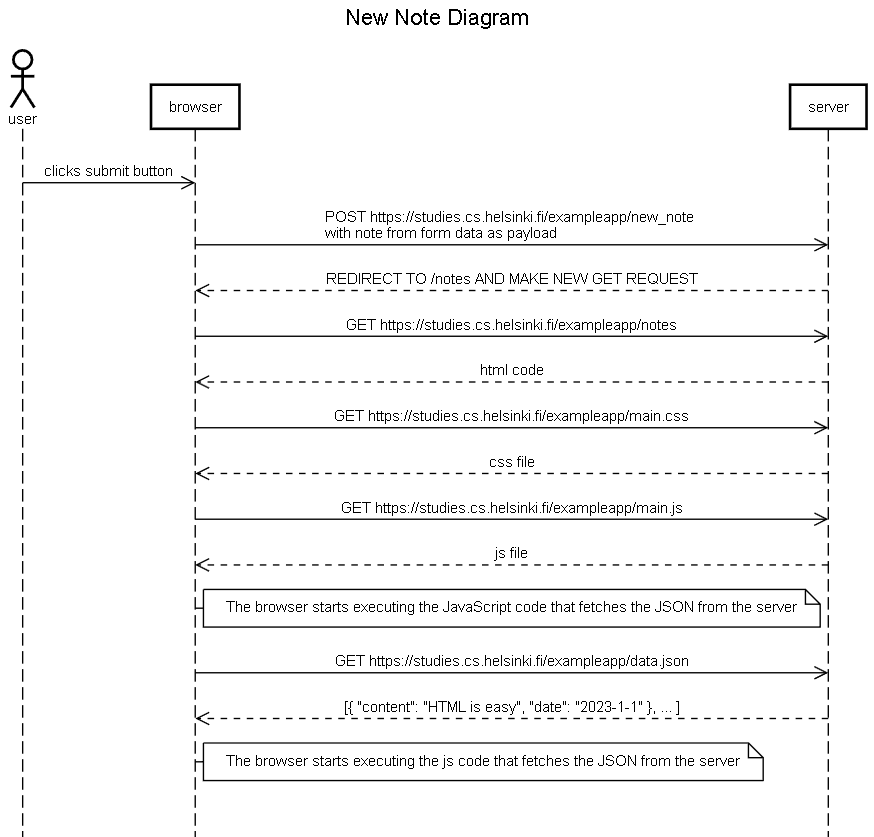 New Note Diagram
user
browser
server
clicks submit button
POST https://studies.cs.helsinki.fi/exampleapp/new_note
with note from form data as payload
REDIRECT TO /notes AND MAKE NEW GET REQUEST
GET https://studies.cs.helsinki.fi/exampleapp/notes
html code
GET https://studies.cs.helsinki.fi/exampleapp/main.css
css file
GET https://studies.cs.helsinki.fi/exampleapp/main.js
js file
The browser starts executing the JavaScript code that fetches the JSON from the server
GET https://studies.cs.helsinki.fi/exampleapp/data.json
[{ "content": "HTML is easy", "date": "2023-1-1" }, ... ]
The browser starts executing the js code that fetches the JSON from the server